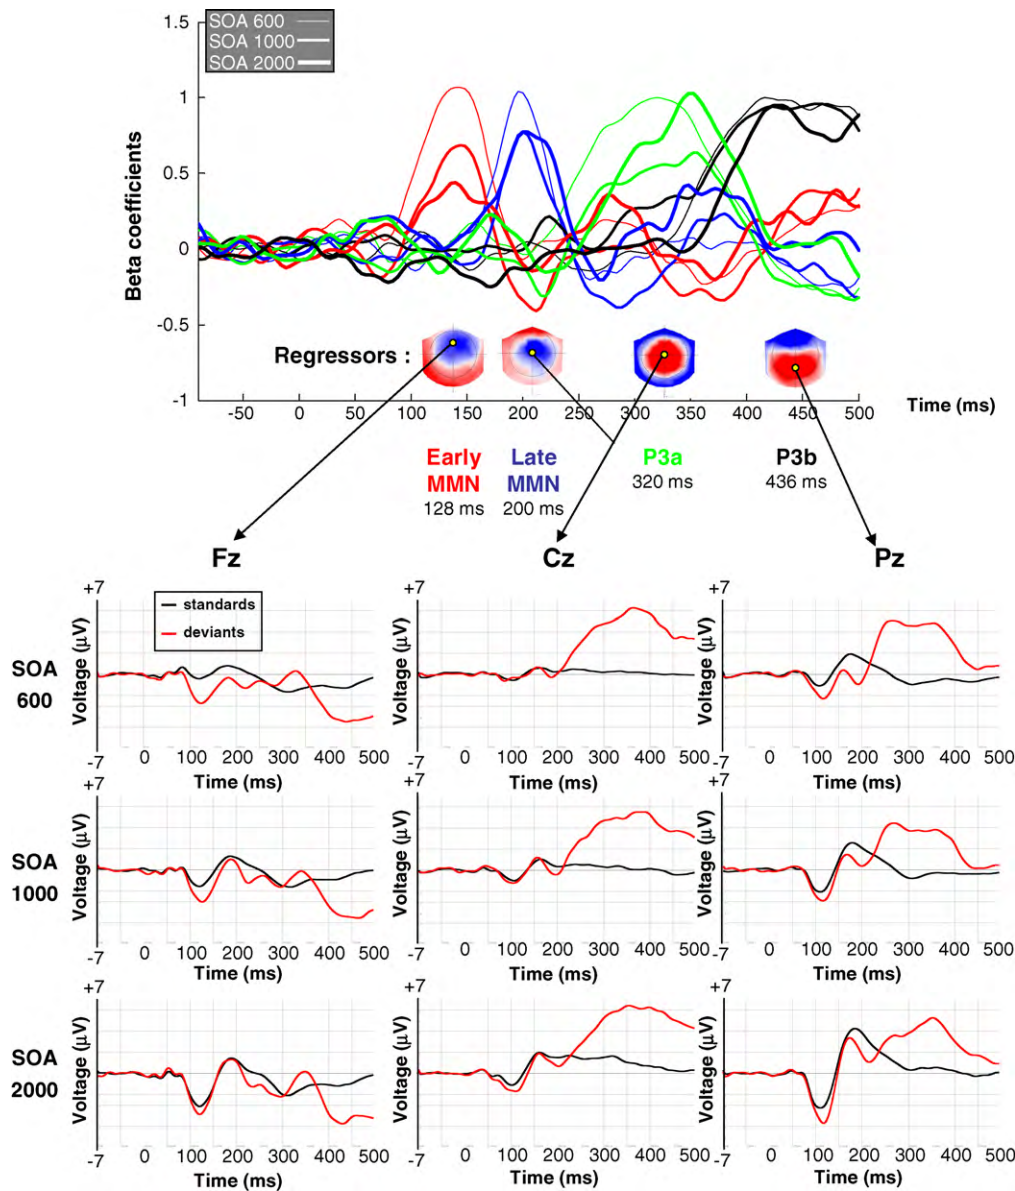 1.5
SOA 600
SOA 1000
SOA 2000
1
0.5
0
-0.5
-1
Beta coefficients
Regressors :
-50 0 50 100 150 200 250 300 350 400 450 500
Time (ms)
Early MMN
128 ms
Late MMN
200 ms
P3a
320 ms
P3b
436 ms
Fz
Cz
Pz
SOA 600
+7
standards
deviants
Voltage (µV)
-7
0 100 200 300 400 500
Time (ms)
+7
Voltage (µV)
-7
0 100 200 300 400 500
Time (ms)
+7
Voltage (µV)
-7
0 100 200 300 400 500
Time (ms)
SOA 1000
+7
Voltage (µV)
-7
0 100 200 300 400 500
Time (ms)
+7
Voltage (µV)
-7
0 100 200 300 400 500
Time (ms)
+7
Voltage (µV)
-7
0 100 200 300 400 500
Time (ms)
SOA 2000
+7
Voltage (µV)
-7
0 100 200 300 400 500
Time (ms)
+7
Voltage (µV)
-7
0 100 200 300 400 500
Time (ms)
+7
Voltage (µV)
-7
0 100 200 300 400 500
Time (ms)